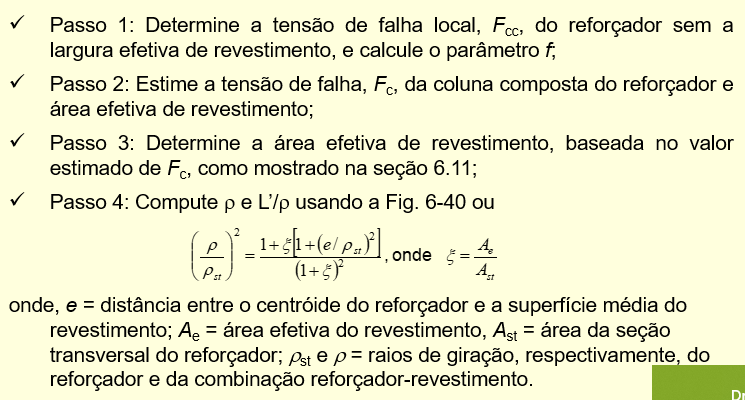 ✓ Passo 1: Determine a tensão de falha local, Fcc, do reforçador sem a
largura efetiva de revestimento, e calcule o parâmetro f;
✓ Passo 2: Estime a tensão de falha, Fc, da coluna composta do reforçador e
área efetiva de revestimento;
✓ Passo 3: Determine a área efetiva de revestimento, baseada no valor
estimado de Fc, como mostrado na seção 6.11;
✓ Passo 4: Compute ρ e L'/ρ usando a Fig. 6-40 ou
(ρ/ρst)² = (1+ξ[1+(e/ρst)²])/(1+ξ)², onde ξ = Ae/Ast
onde, e = distância entre o centróide do reforçador e a superfície média do
revestimento; Ae = área efetiva do revestimento, Ast = área da seção
transversal do reforçador; ρst e ρ = raios de giração, respectivamente, do
reforçador e da combinação reforçador-revestimento.